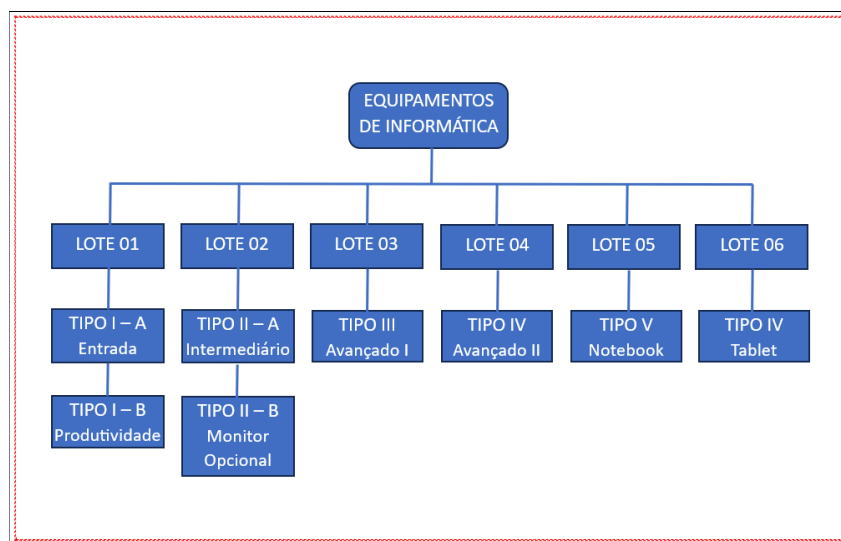 EQUIPAMENTOS
DE INFORMÁTICA
LOTE 01
LOTE 02
LOTE 03
LOTE 04
LOTE 05
LOTE 06
TIPO I – A
Entrada
TIPO II – A
Intermediário
TIPO III
Avançado I
TIPO IV
Avançado II
TIPO V
Notebook
TIPO IV
Tablet
TIPO I – B
Produtividade
TIPO II – B
Monitor
Opcional